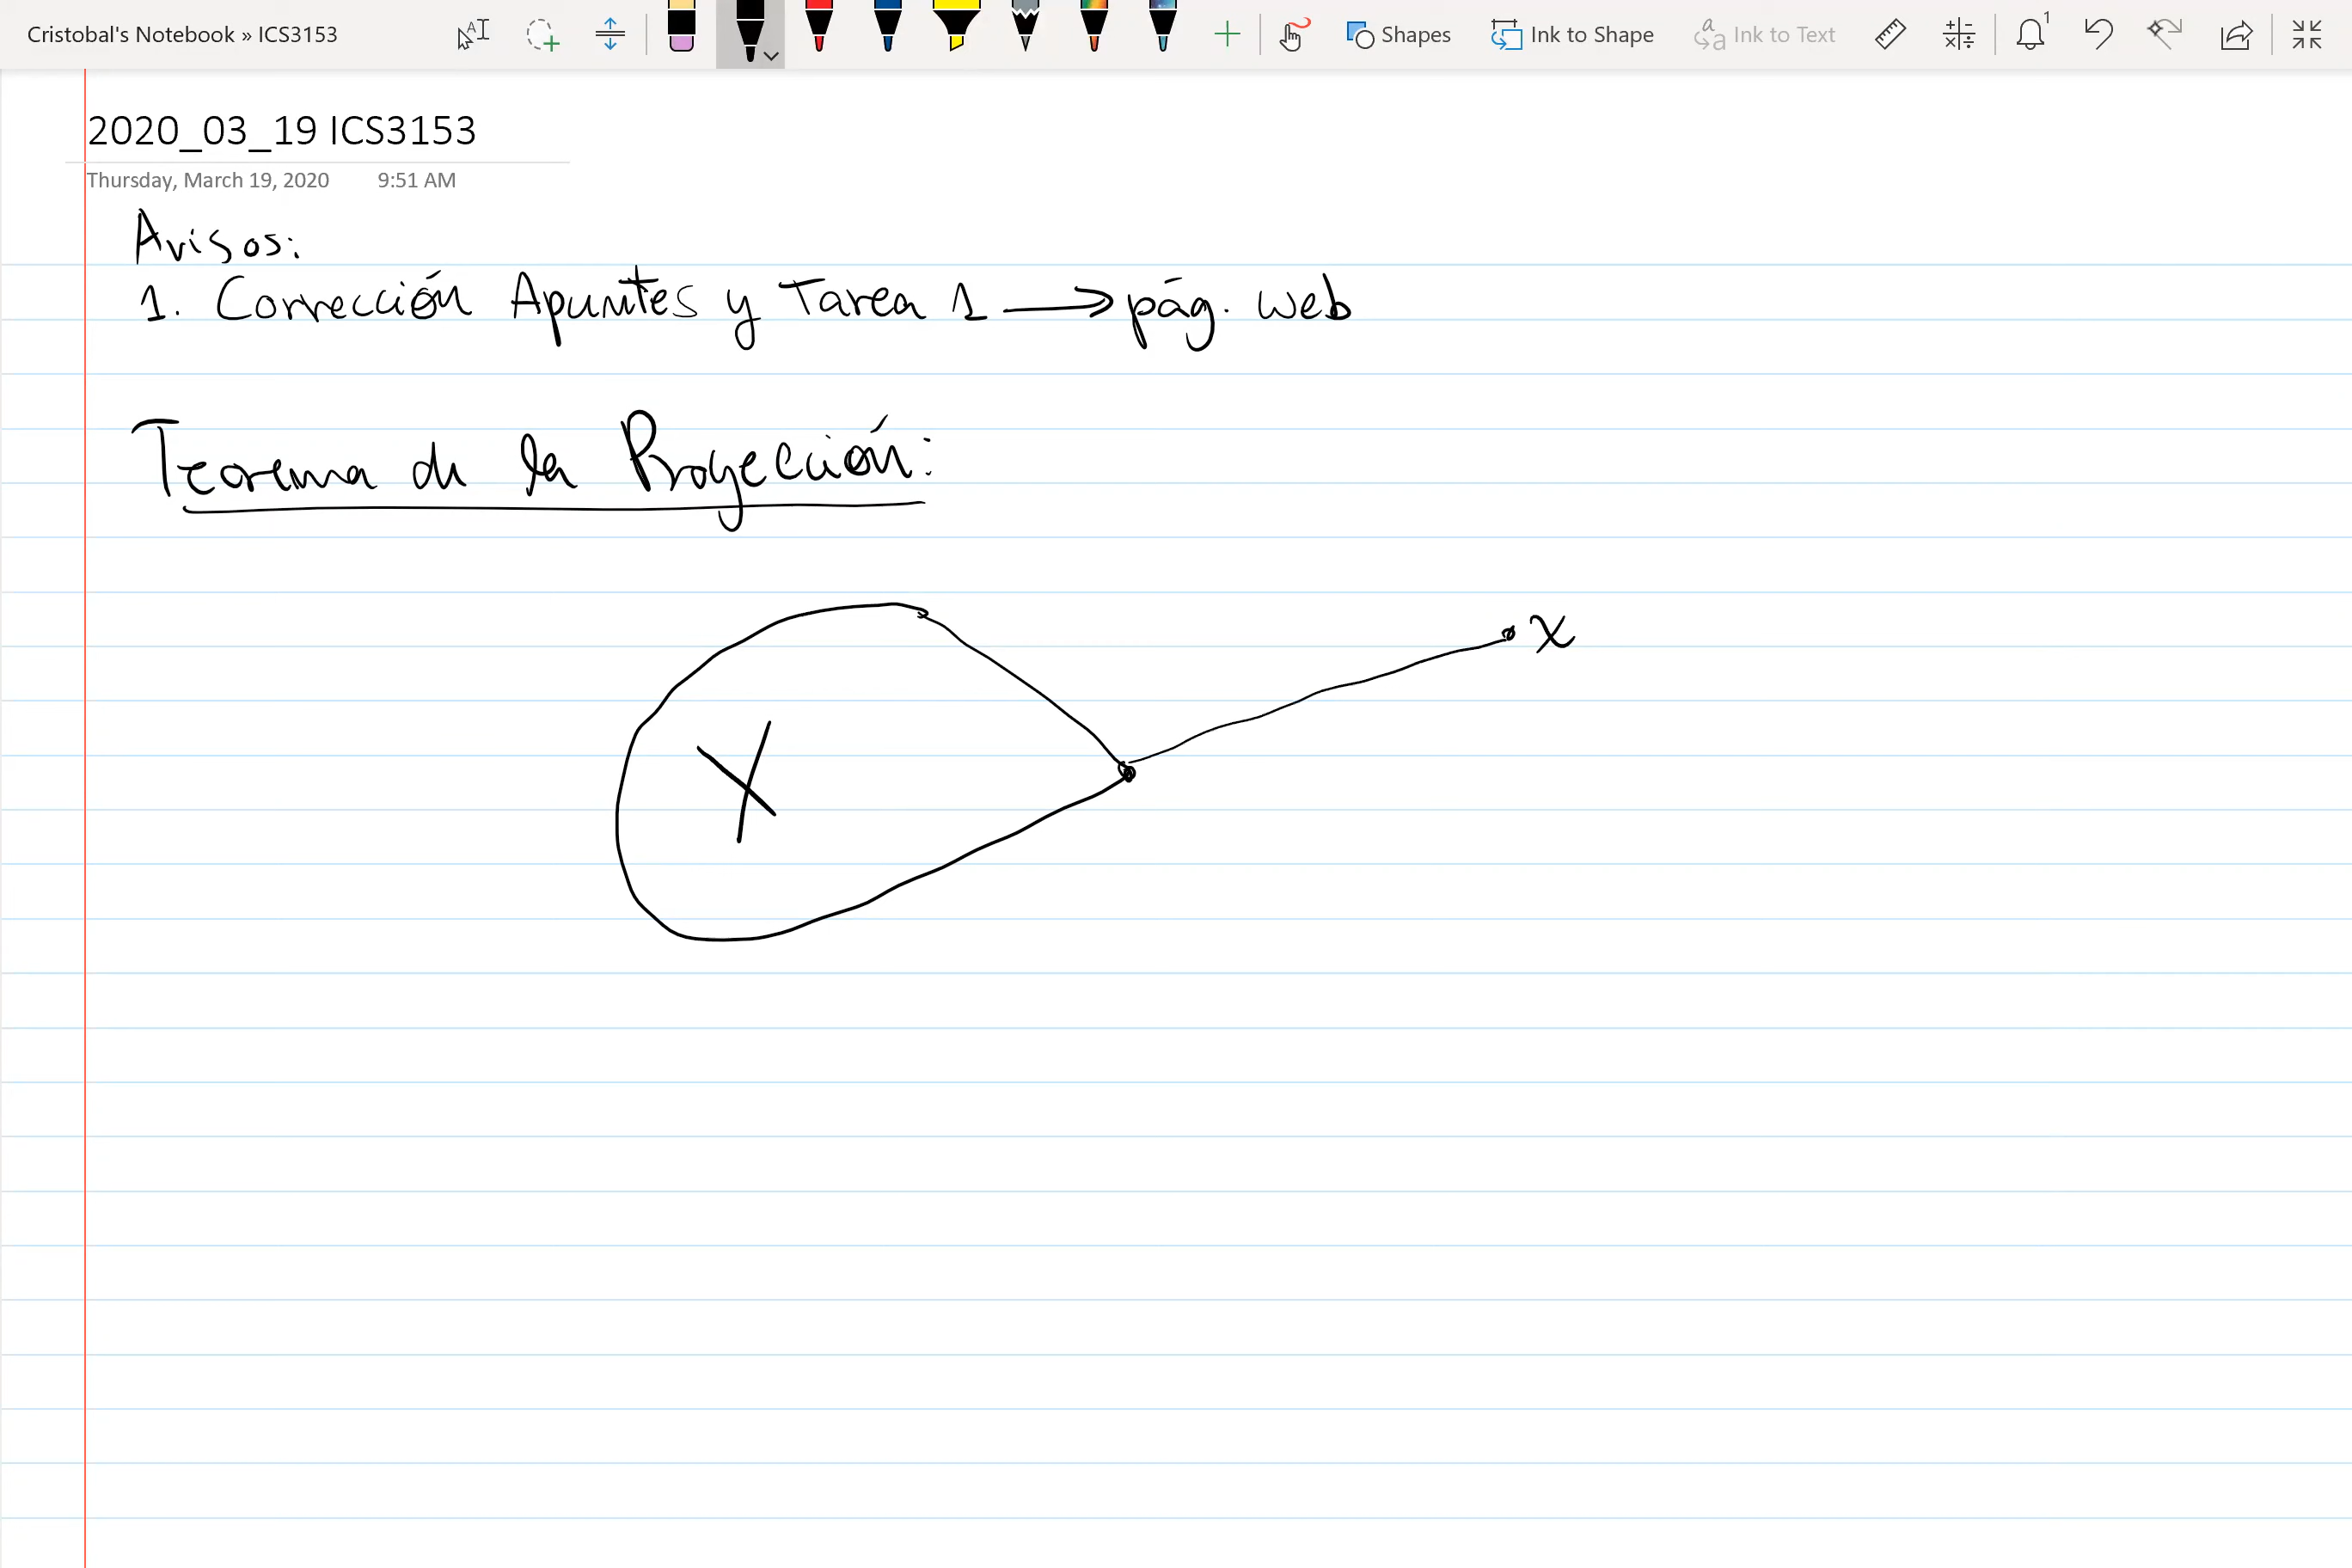 Cristobal's Notebook » ICS3153 Shapes Ink to Shape Ink to Text 1
2020_03_19 ICS3153
Thursday, March 19, 2020 9:51 AM
Avisos:
1. Corrección Apuntes y Tarea 1 → pág. web
Teorema de la Proyección:
x
X